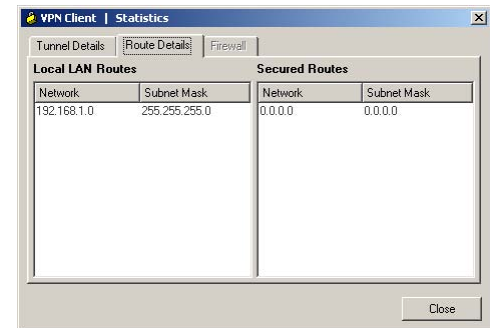 VPN Client | Statistics
Tunnel Details Route Details Firewall
Local LAN Routes Secured Routes
Network Subnet Mask Network Subnet Mask
192.168.1.0 255.255.255.0 0.0.0.0 0.0.0.0
Close